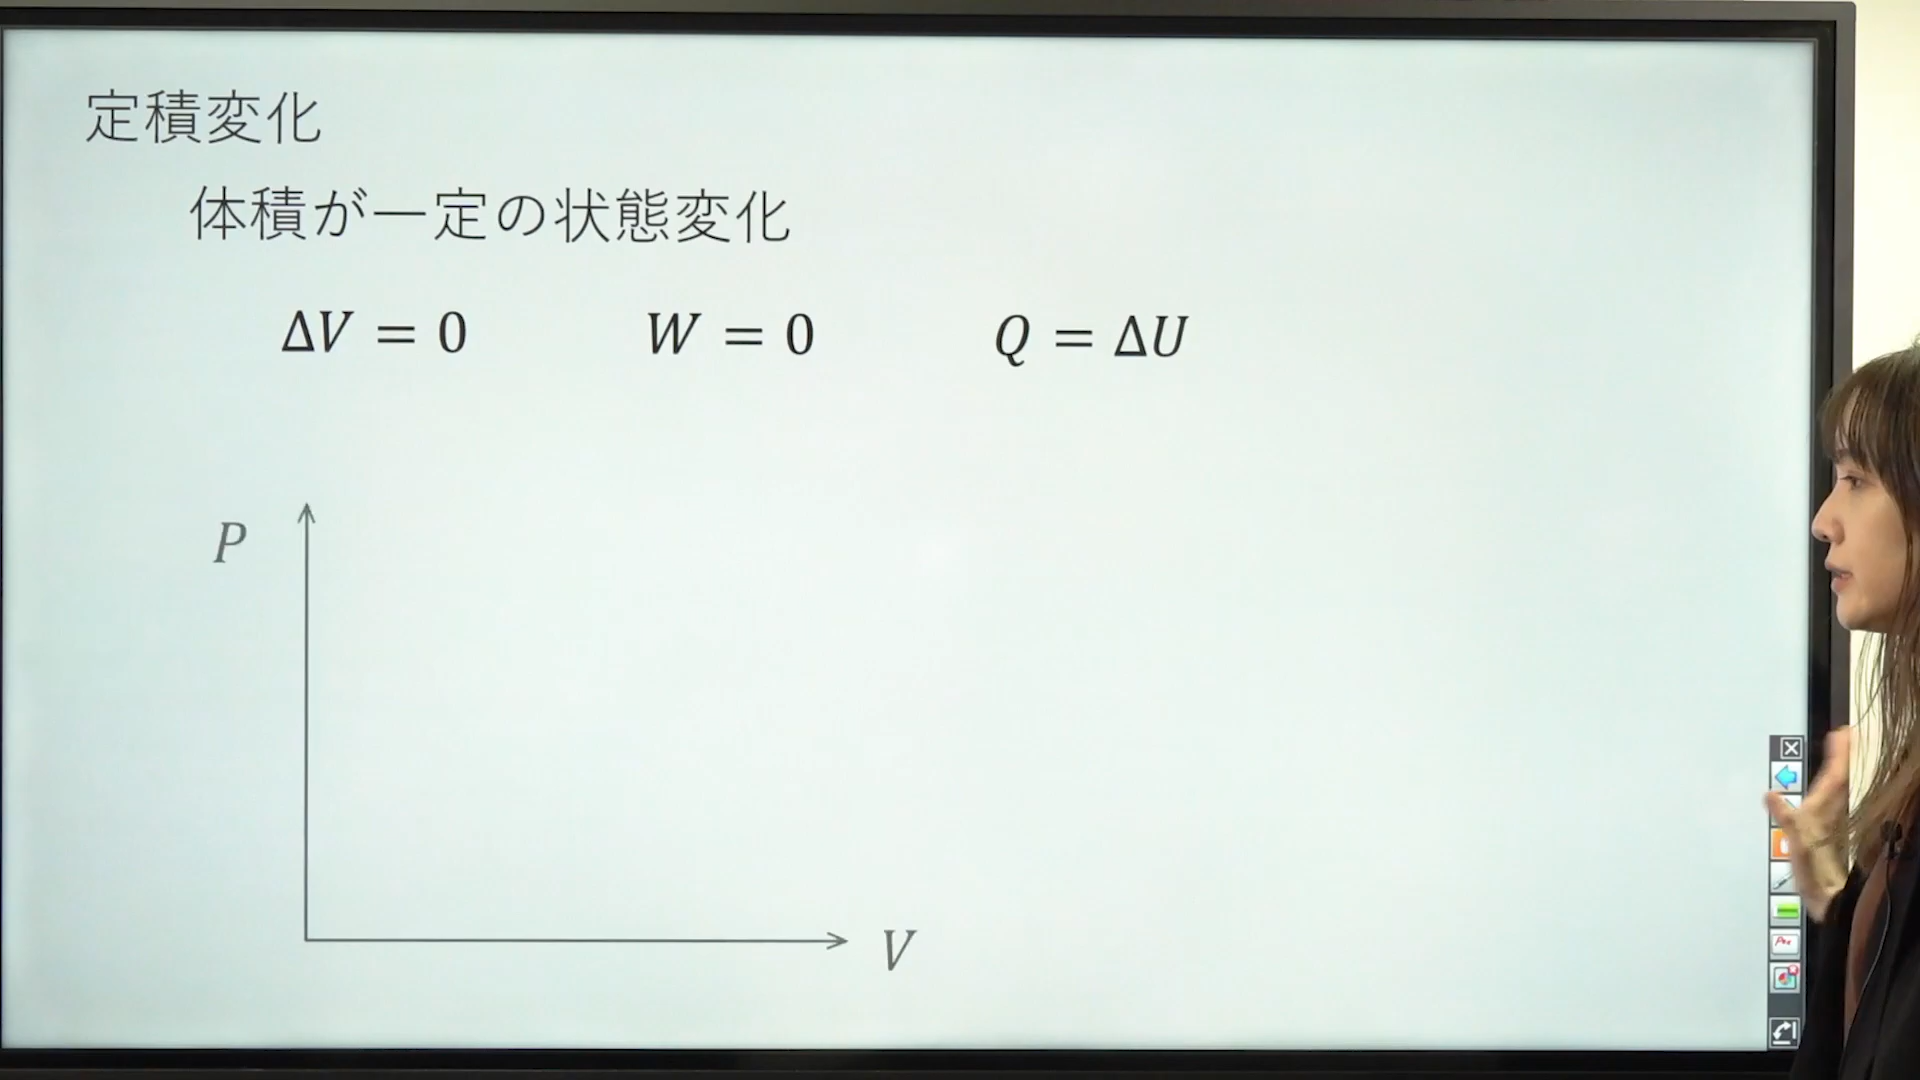 定積変化
体積が一定の状態変化
ΔV = 0 W = 0 Q = ΔU
P
V